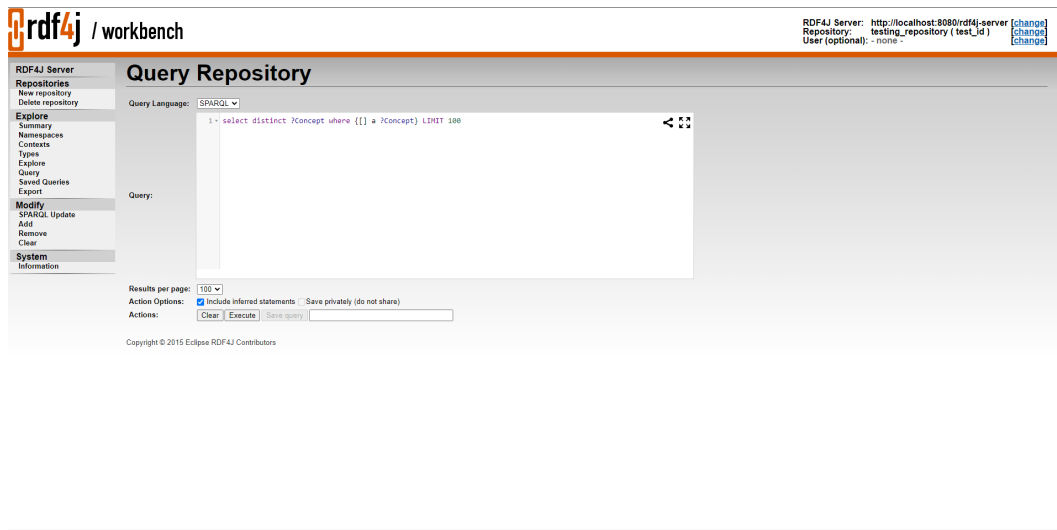 rdf4j / workbench
RDF4J Server: http://localhost:8080/rdf4j-server [change]
Repository: testing_repository ( test_id ) [change]
User (optional): - none - [change]
RDF4J Server
Repositories
New repository
Delete repository
Explore
Summary
Namespaces
Contexts
Types
Explore
Query
Saved Queries
Export
Modify
SPARQL Update
Add
Remove
Clear
System
Information
Query Repository
Query Language: SPARQL
1 select distinct ?Concept where {[] a ?Concept} LIMIT 100
Query:
Results per page: 100
Action Options: Include inferred statements Save privately (do not share)
Actions: Clear Execute Save query
Copyright © 2015 Eclipse RDF4J Contributors